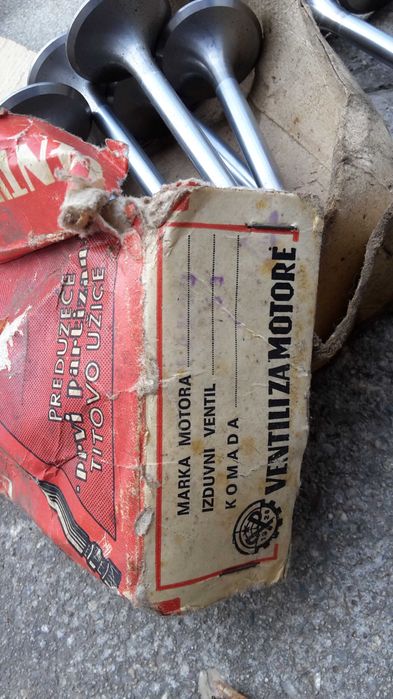 VENTILI ZA MOTORE
MARKA MOTORA
IZDUVNI VENTIL
KOMADA
PREDUZEĆE
"Prvi Partizan"
TITOVO UŽICE